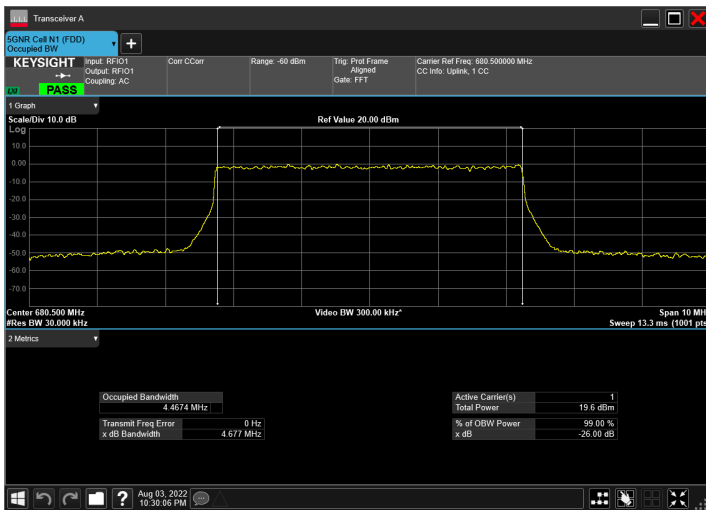 Transceiver A
5GNR Cell N1 (FDD)
Occupied BW
KEYSIGHT
LXI
PASS
Input: RFIO1
Output: RFIO1
Coupling: AC
Corr CCorr
Range: -60 dBm
Trig: Prot Frame
Aligned
Gate: FFT
Carrier Ref Freq: 680.500000 MHz
CC Info: Uplink, 1 CC
1 Graph
Scale/Div 10.0 dB
Ref Value 20.00 dBm
Log
10.0
0.00
-10.0
-20.0
-30.0
-40.0
-50.0
-60.0
-70.0
Center 680.500 MHz
Video BW 300.00 kHz*
Span 10 MH
#Res BW 30.000 kHz
Sweep 13.3 ms (1001 pts
2 Metrics
Occupied Bandwidth
4.4674 MHz
Transmit Freq Error 0 Hz
x dB Bandwidth 4.677 MHz
Active Carrier(s) 1
Total Power 19.6 dBm
% of OBW Power 99.00 %
x dB -26.00 dB
Aug 03, 2022
10:30:06 PM